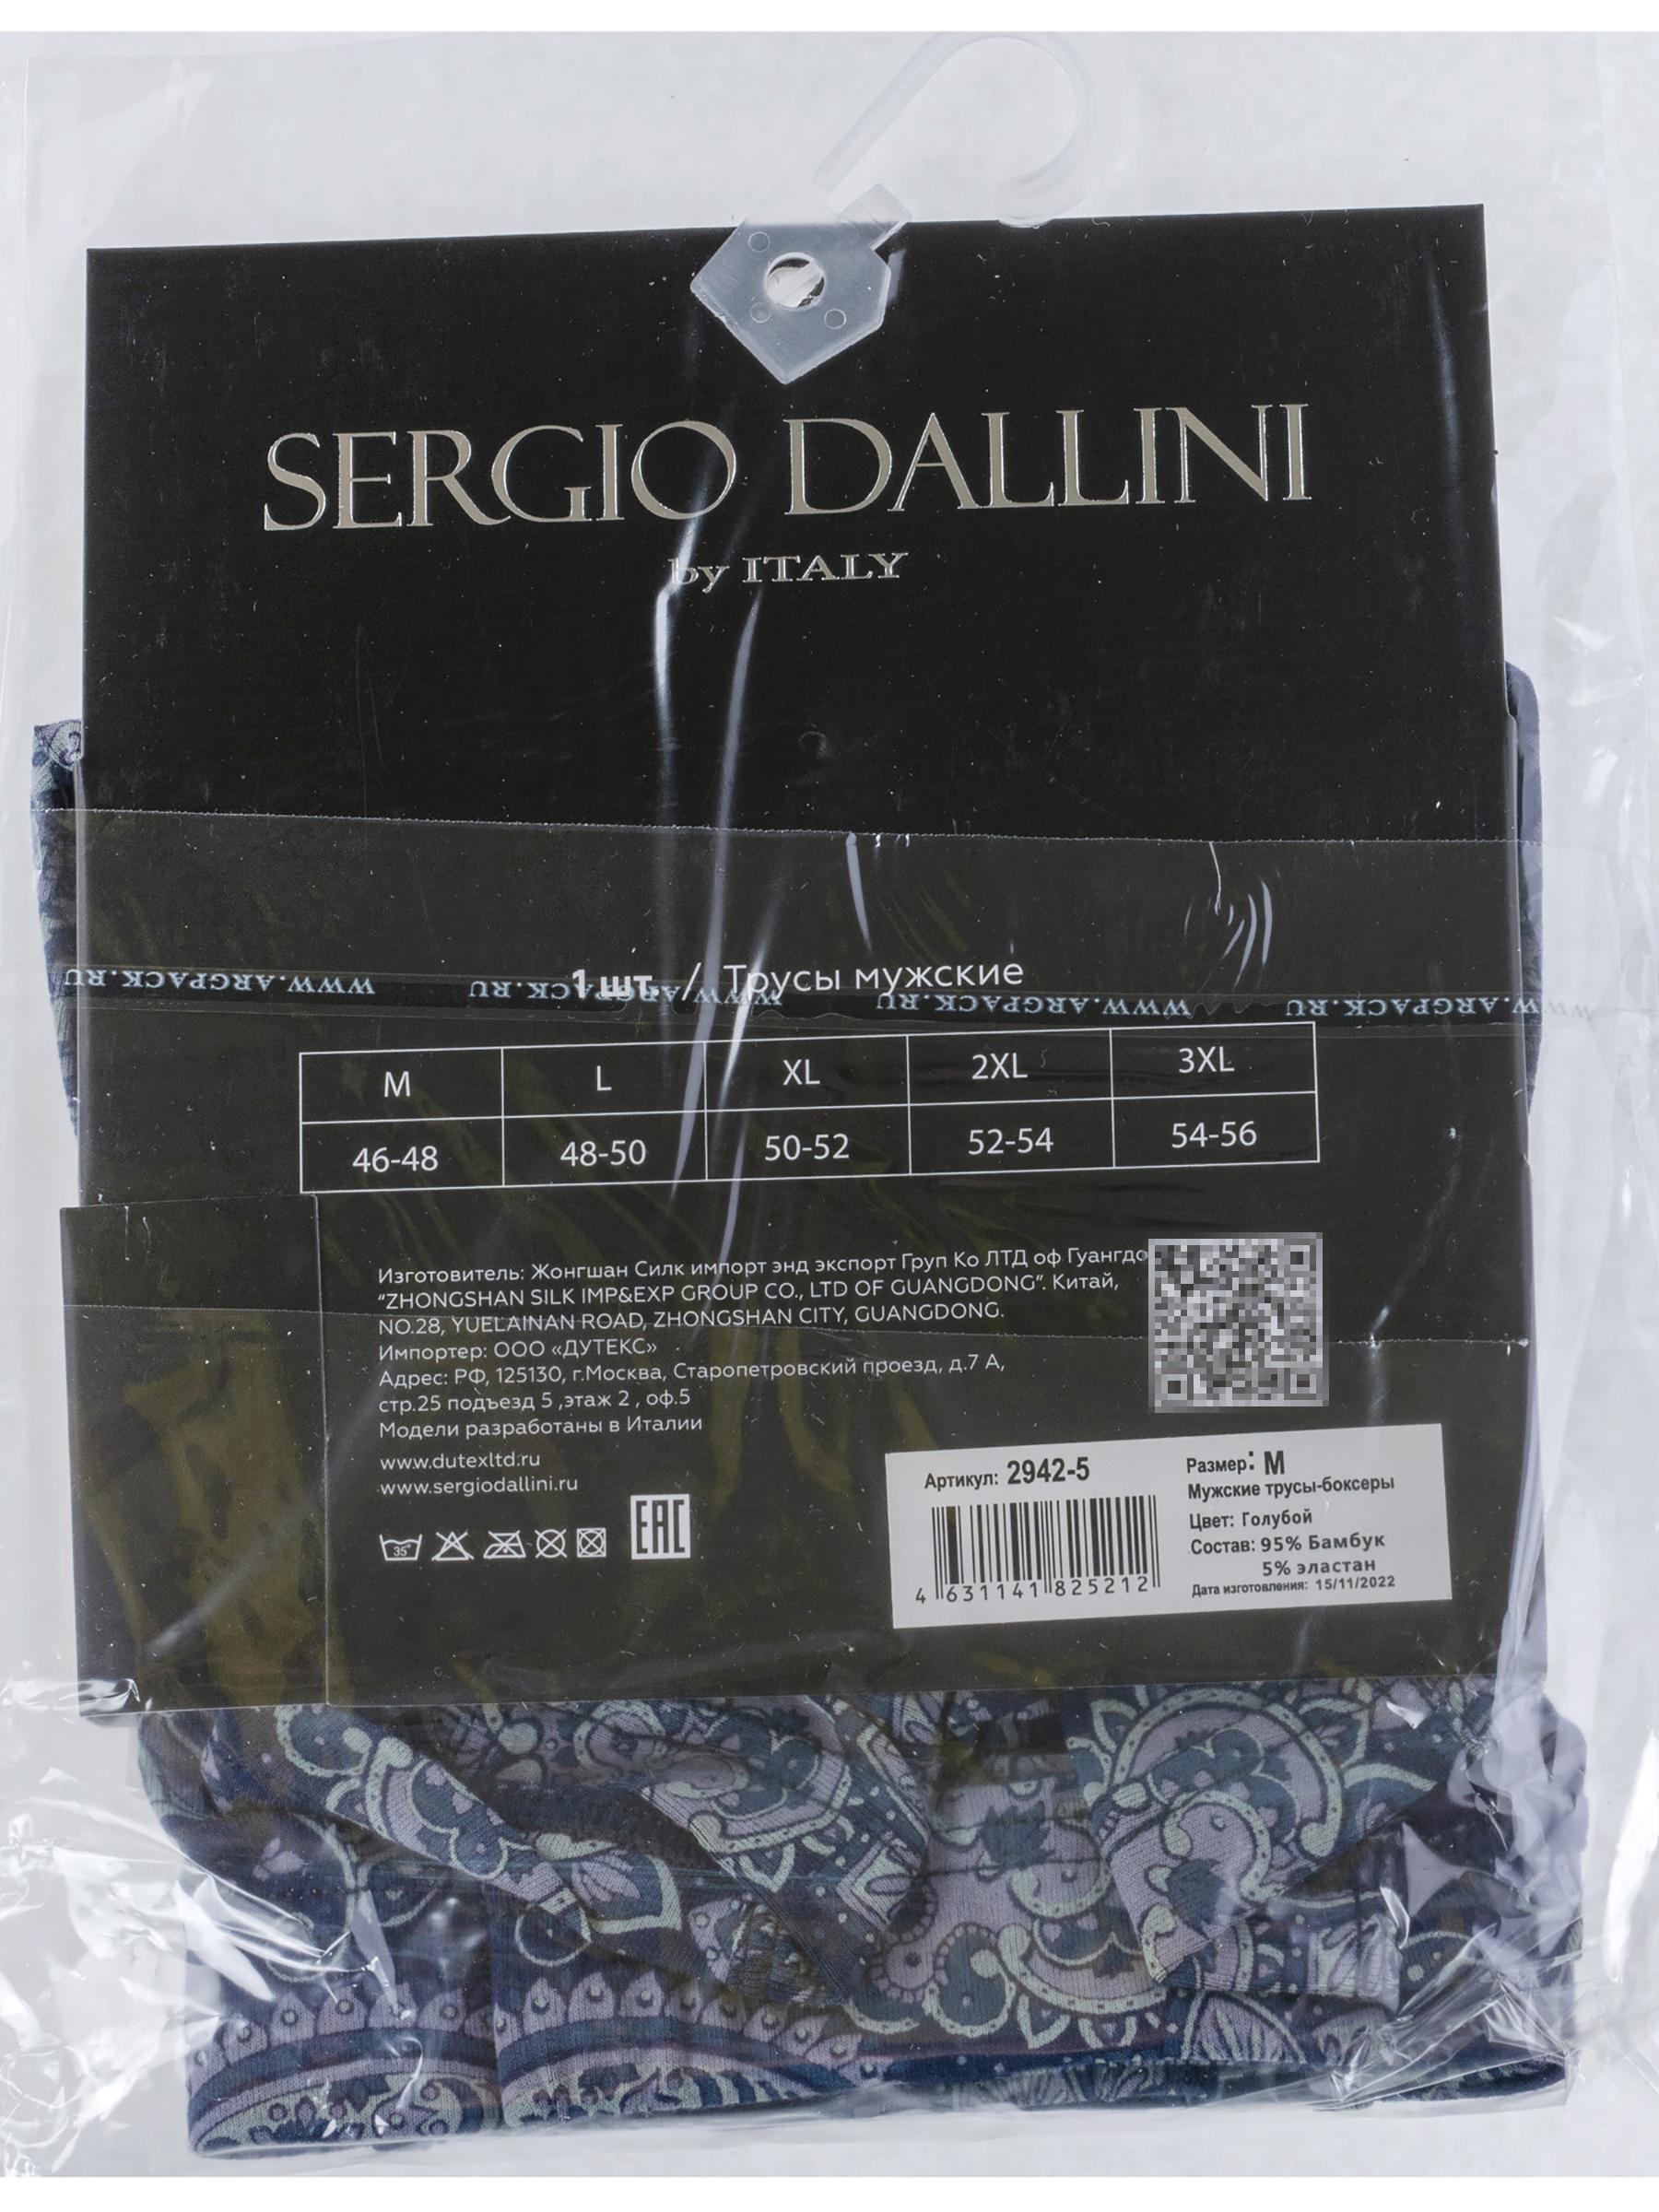 SERGIO DALLINI
by ITALY
1 шт. / Трусы мужские
WWW.ARGPACK.RU WWW.ARGPACK.RU WWW.ARGPACK.RU WWW.ARGPACK.RU
M L XL 2XL 3XL
46-48 48-50 50-52 52-54 54-56
Изготовитель: Жонгшан Силк импорт энд экспорт Груп Ко ЛТД оф
"ZHONGSHAN SILK IMP&EXP GROUP CO., LTD OF GUANGDONG". Китай,
NO.28, YUELAINAN ROAD, ZHONGSHAN CITY, GUANGDONG.
Импортер: ООО «ДУТЕКС»
Адрес: РФ, 125130, г.Москва, Старопетровский проезд, д.7 А,
стр.25 подъезд 5 ,этаж 2 , оф.5
Модели разработаны в Италии
www.dutexltd.ru
www.sergiodallini.ru
35°
EAC
Артикул: 2942-5
4 631141 825212
Размер: M
Мужские трусы-боксеры
Цвет: Голубой
Состав: 95% Бамбук
5% эластан
Дата изготовления: 15/11/2022